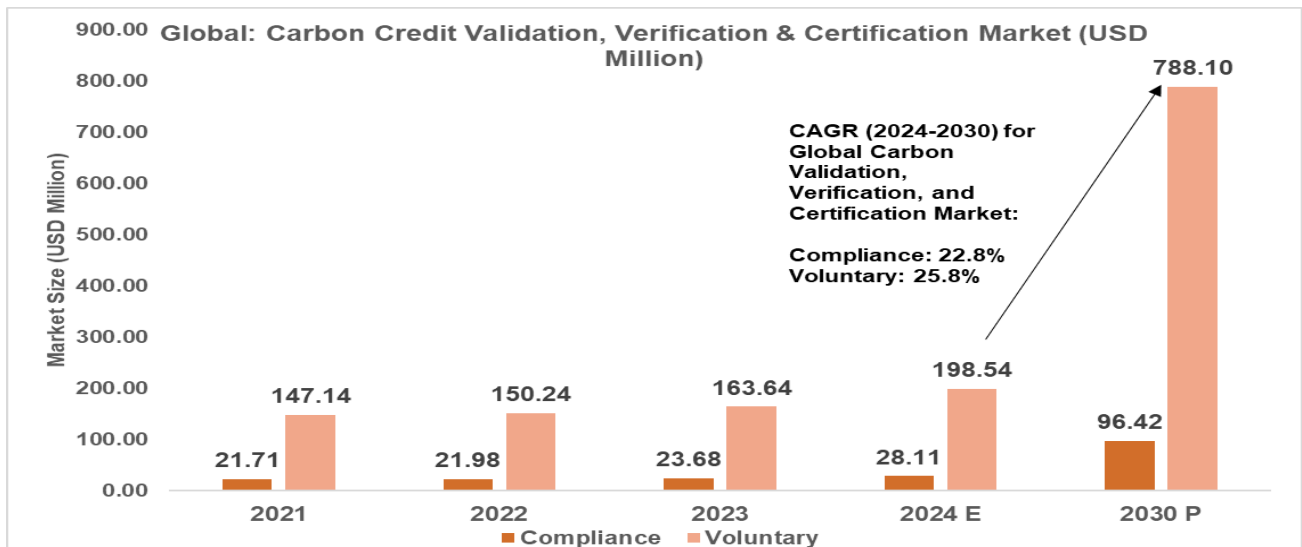 Global: Carbon Credit Validation, Verification & Certification Market (USD
Million)
Market Size (USD Million)
900.00
800.00
700.00
600.00
500.00
400.00
300.00
200.00
100.00
0.00
CAGR (2024-2030) for
Global Carbon
Validation,
Verification, and
Certification Market:
Compliance: 22.8%
Voluntary: 25.8%
21.71
147.14
21.98
150.24
23.68
163.64
28.11
198.54
96.42
788.10
2021
2022
2023
2024 E
2030 P
Compliance
Voluntary